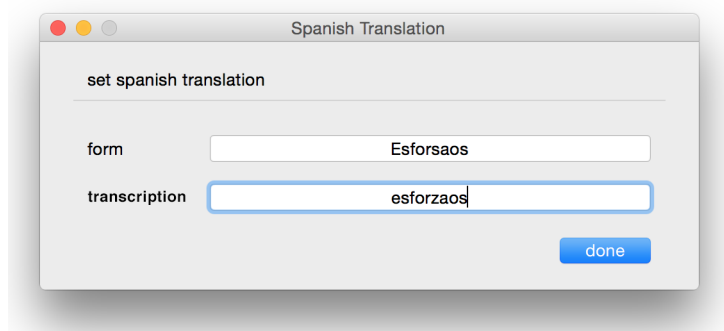 Spanish Translation
set spanish translation
form Esforsaos
transcription esforzaos
done